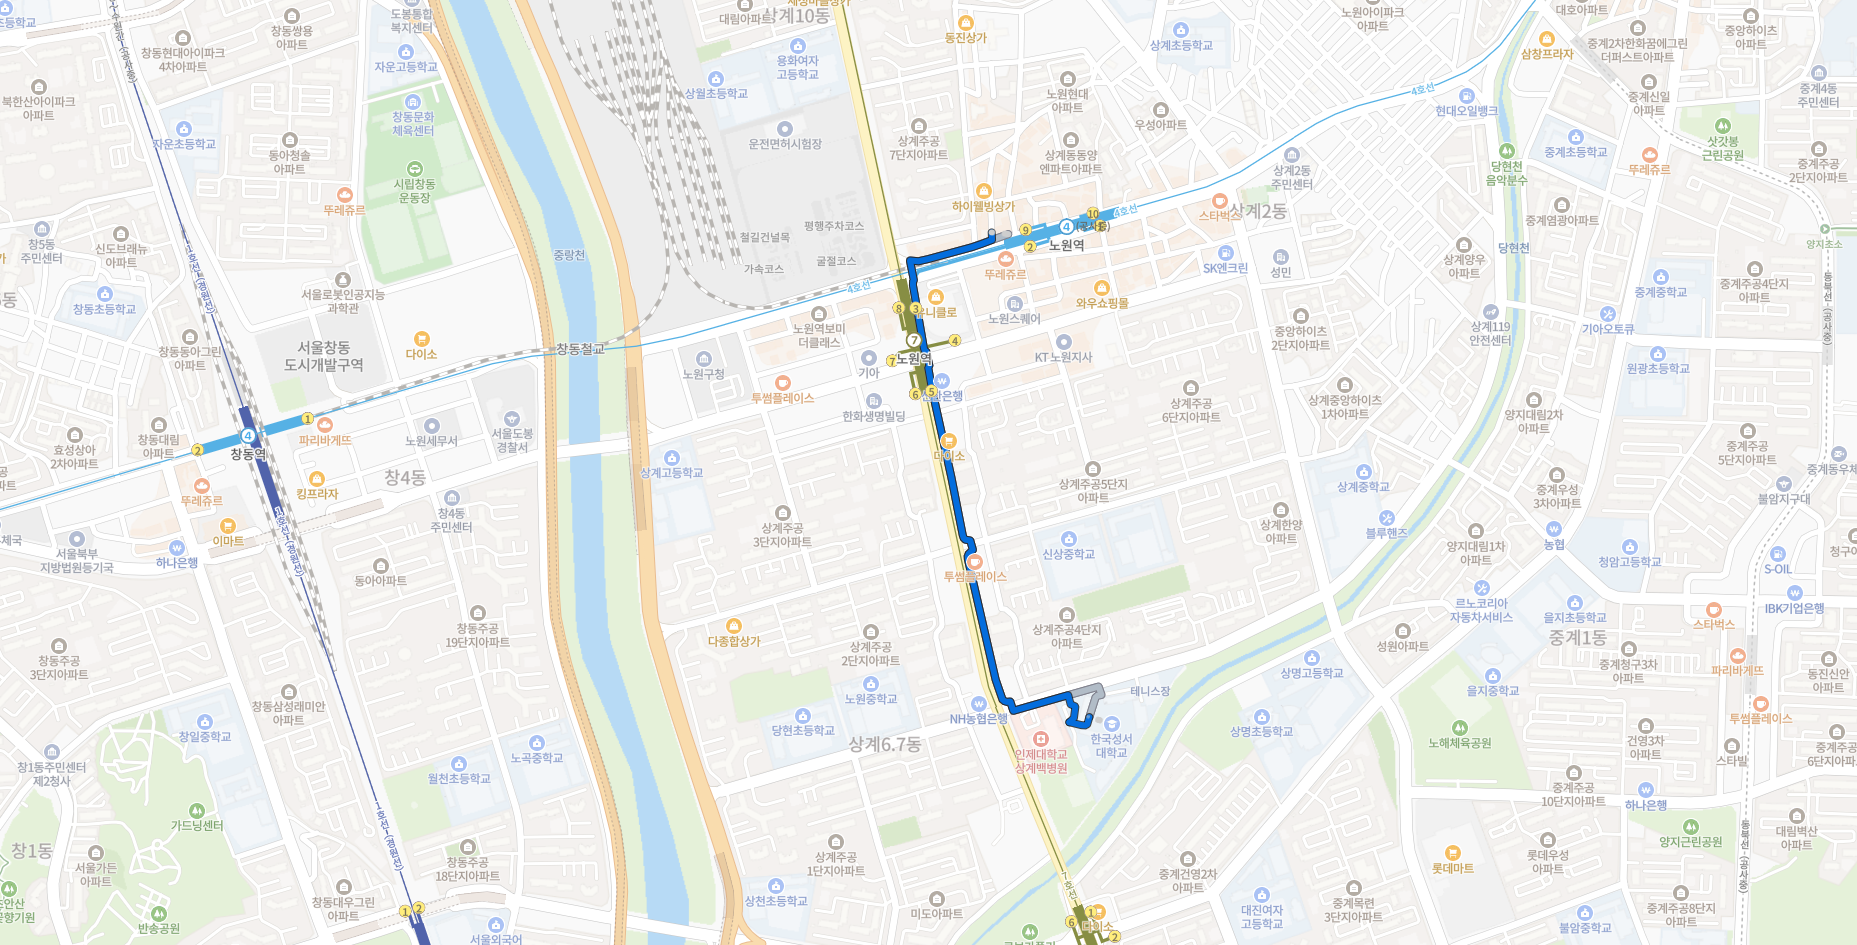 세상마을상가
대림아파트
상계10동
도봉통합
복지센터
창동쌍용
아파트
창동현대아이파크
4차아파트
자운고등학교
동진상가
상계초등학교
노원아이파크
아파트
대호아파트
삼창프라자
중계2차한화꿈에그린
더퍼스트아파트
중앙하이츠
아파트
용화여자
고등학교
상월초등학교
북한산아이파크
아파트
창동문화
체육센터
자운초등학교
동아청솔
아파트
시립창동
운동장
뚜레쥬르
운전면허시험장
상계주공
7단지아파트
노원현대
아파트
우성아파트
상계동동양
엔파트아파트
4호선
현대오일뱅크
중계신일
아파트
중계4동
주민센터
중계초등학교
삿갓봉
근린공원
뚜레쥬르
상계주공
2단지아파트
당현천
음악분수
상계2동
주민센터
하이웰빙상가
스타벅스
상계2동
4호선
노원역
중계염광아파트
양지초소
창5동
주민센터
신도브래뉴
아파트
중랑천
평행주차코스
철길건널목
가속코스
굴절코스
뚜레쥬르
SK엔크린
성민
상계양우
아파트
당현천
중계중학교
중계주공4단지
아파트
창동초등학교
서울로봇인공지능
과학관
4호선
유니클로
노원스퀘어
와우쇼핑몰
노원역보미
더클래스
중앙하이츠
2단지아파트
상계119
안전센터
기아오토큐
창동동아그린
아파트
서울창동
도시개발구역
다이소
창동철교
노원역
노원구청
기아
KT노원지사
원광초등학교
투썸플레이스
한화생명빌딩
상계주공
6단지아파트
상계중앙하이츠
1차아파트
양지대림2차
아파트
효성상아
2차아파트
창동대림
아파트
창동역
파리바게뜨
노원세무서
서울도봉
경찰서
다이소
상계고등학교
상계주공5단지
아파트
상계중학교
중계주공
5단지아파트
창4동
뚜레쥬르
킹프라자
창4동
주민센터
중계우성
3차아파트
불암지구대
이마트
하나은행
서울북부
지방법원등기국
1호선(경원선)
상계주공
3단지아파트
신상중학교
상계한양
아파트
블루핸즈
양지대림1차
아파트
농협
청암고등학교
S-OIL
동아아파트
투썸플레이스
르노코리아
자동차서비스
을지초등학교
IBK기업은행
스타벅스
창동주공
19단지아파트
다종합상가
상계주공
2단지아파트
상계주공4단지
아파트
성원아파트
중계1동
중계청구3차
아파트
파리바게뜨
동진신안
아파트
창동주공
3단지아파트
창동삼성래미안
아파트
노원중학교
테니스장
상명고등학교
을지중학교
투썸플레이스
창일중학교
당현초등학교
NH농협은행
인제대학교
상계백병원
한국성서
대학교
상명초등학교
노해체육공원
건영3차
아파트
스타빌
창1동주민센터
제2청사
노곡중학교
월천초등학교
상계6.7동
중계주공
10단지아파트
하나은행
가드닝센터
창1동
서울가든
아파트
창동주공
18단지아파트
상계주공
1단지아파트
중계건영2차
아파트
롯데마트
롯데우성
아파트
양지근린공원
대림벽산
아파트
창동대우그린
아파트
반송공원
서울외국어
상천초등학교
미도아파트
다이소
대진여자
고등학교
중계목련
3단지아파트
불암중학교
중계주공8단지
아파트